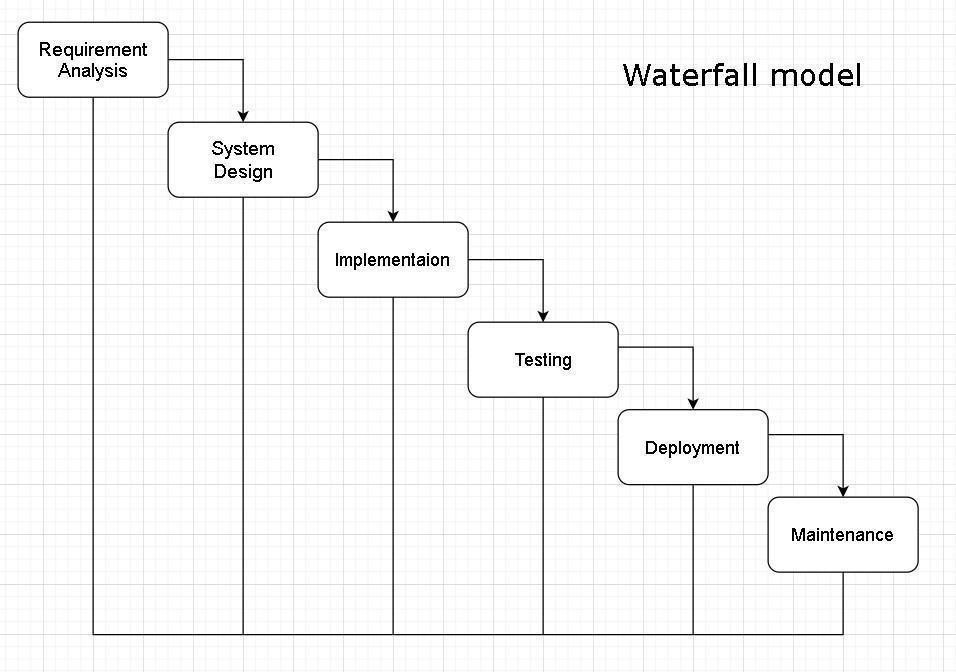 Requirement
Analysis
Waterfall model
System
Design
Implementaion
Testing
Deployment
Maintenance